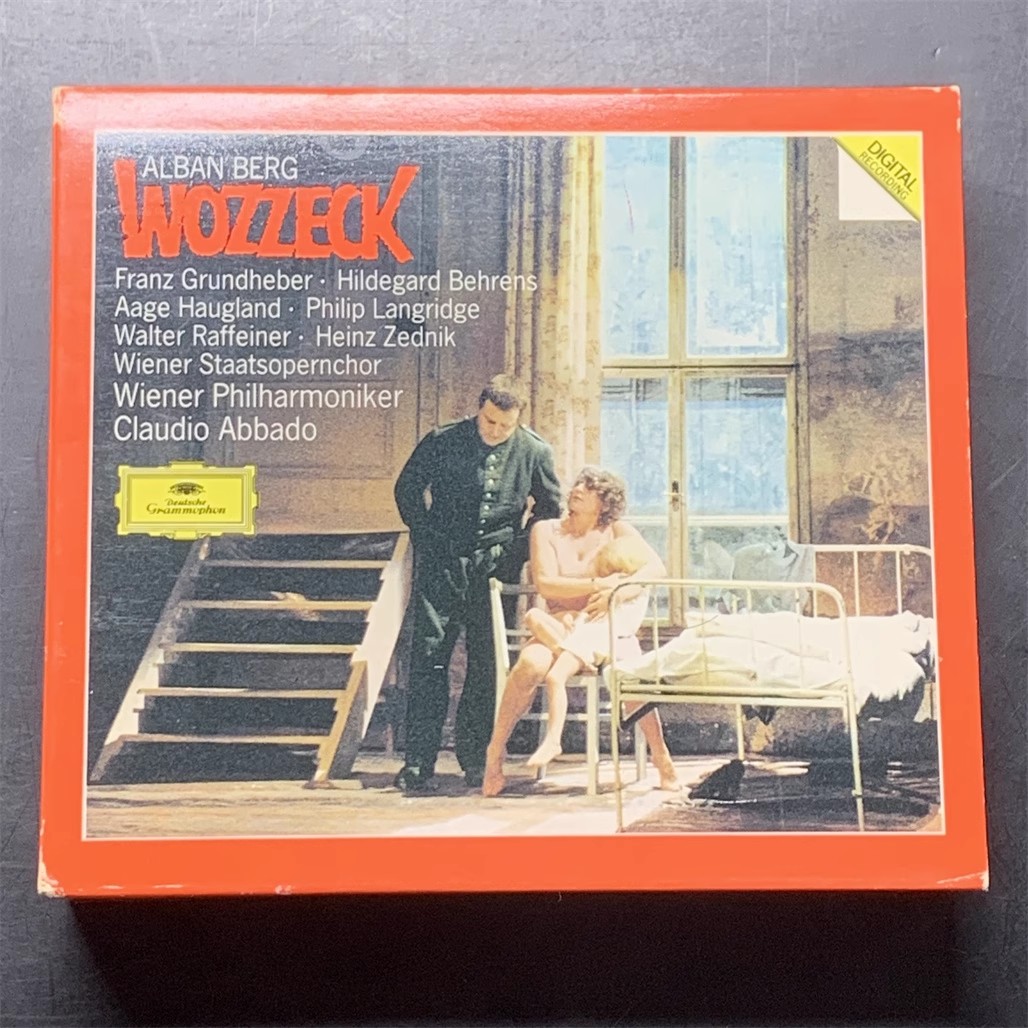 ALBAN BERG
WOZZECK
Franz Grundheber · Hildegard Behrens
Aage Haugland · Philip Langridge
Walter Raffeiner · Heinz Zednik
Wiener Staatsopernchor
Wiener Philharmoniker
Claudio Abbado
Deutsche
Grammophon
DIGITAL
RECORDING